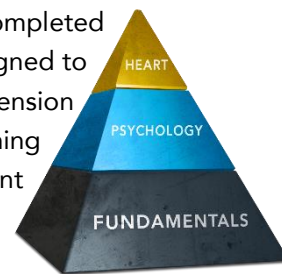 ompleted
gned to
HEART
ension
PSYCHOLOGY
ning
nt
FUNDAMENTALS